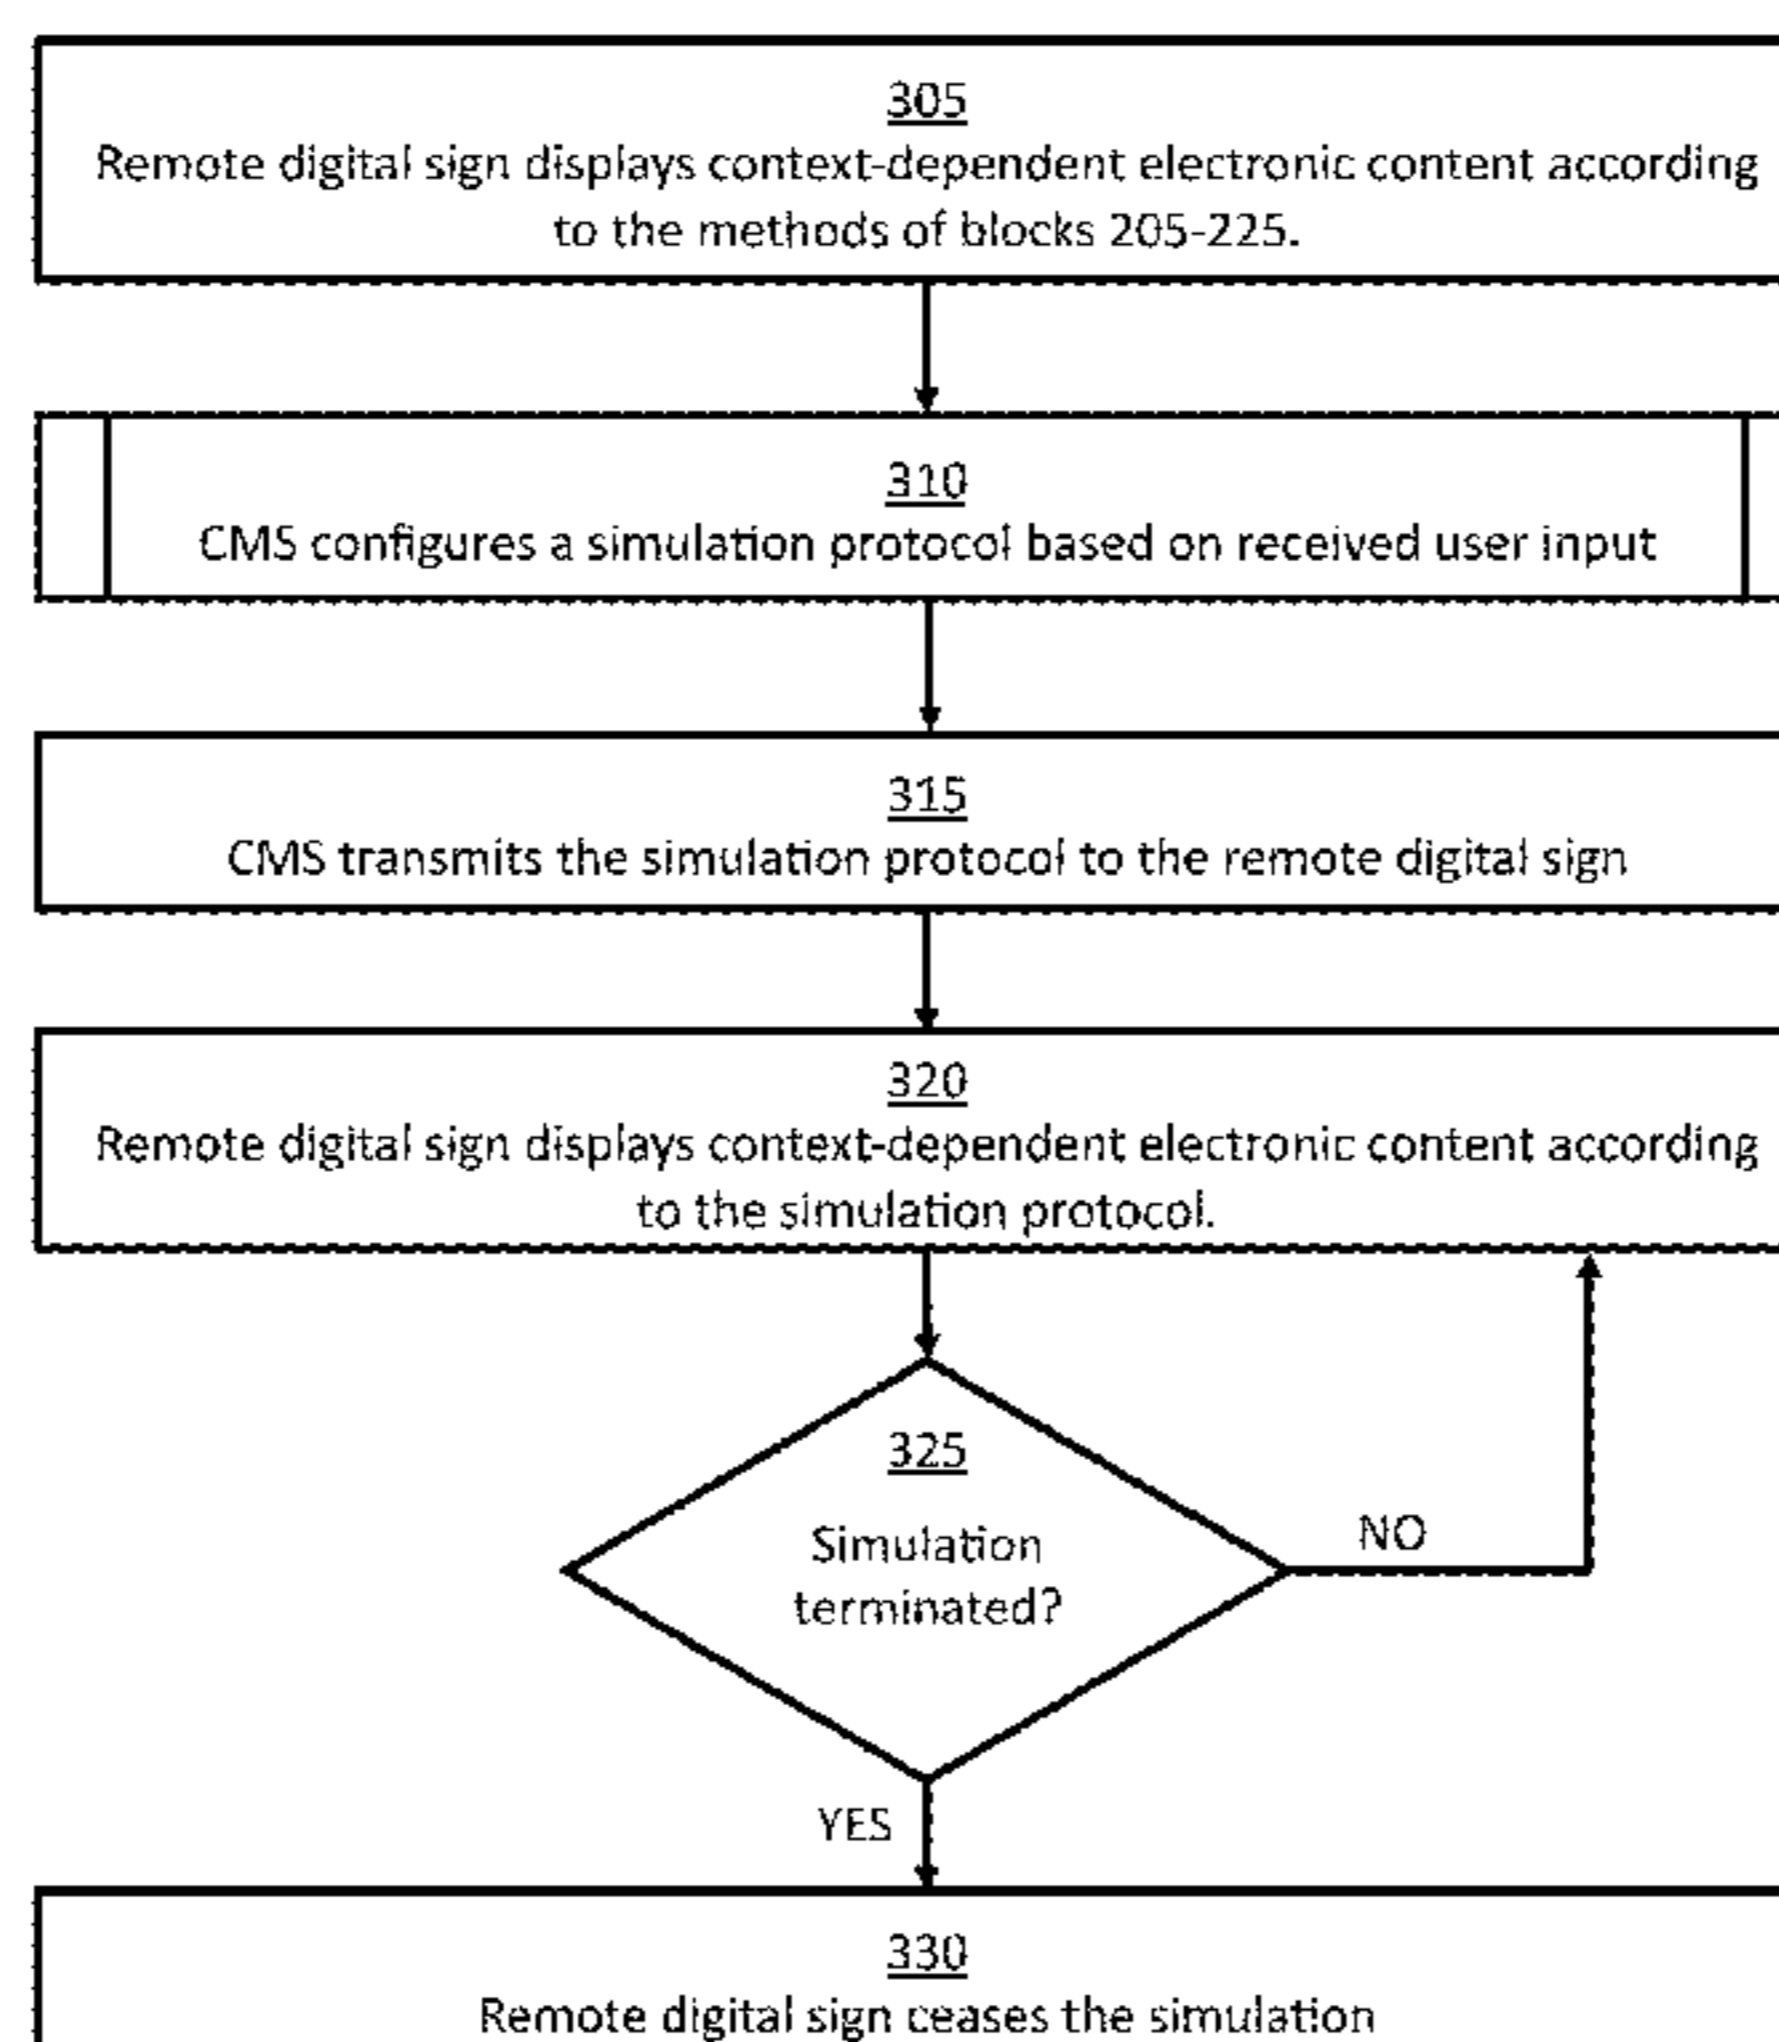 305
Remote digital sign displays context-dependent electronic content according
to the methods of blocks 205-225.
310
CMS configures a simulation protocol based on received user input
315
CMS transmits the simulation protocol to the remote digital sign
320
Remote digital sign displays context-dependent electronic content according
to the simulation protocol.
325
Simulation
terminated?
NO
YES
330
Remote digital sign ceases the simulation